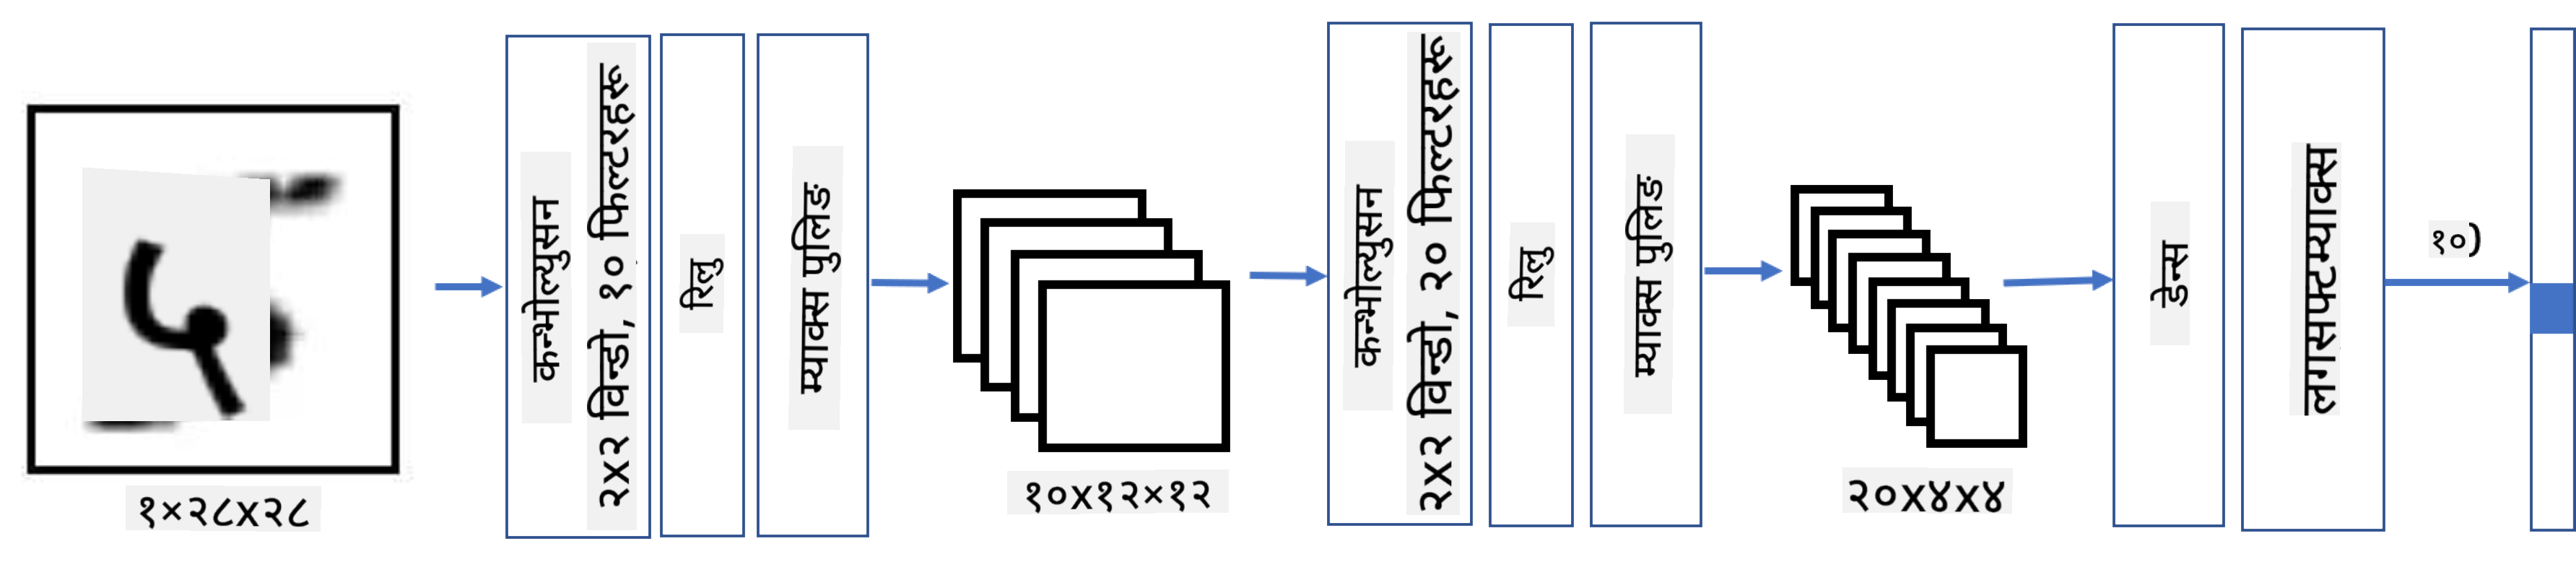 ५
१×२८x२८
कन्भोल्युसन
२x२ विन्डो, १० फिल्टरहरू
रिलु
म्याक्स पुलिङ
१०x१२×१२
कन्भोल्युसन
२x२ विन्डो, २० फिल्टरहरू
रिलु
म्याक्स पुलिङ
२०x४x४
डेन्स
लगसफ्टम्याक्स
१०)